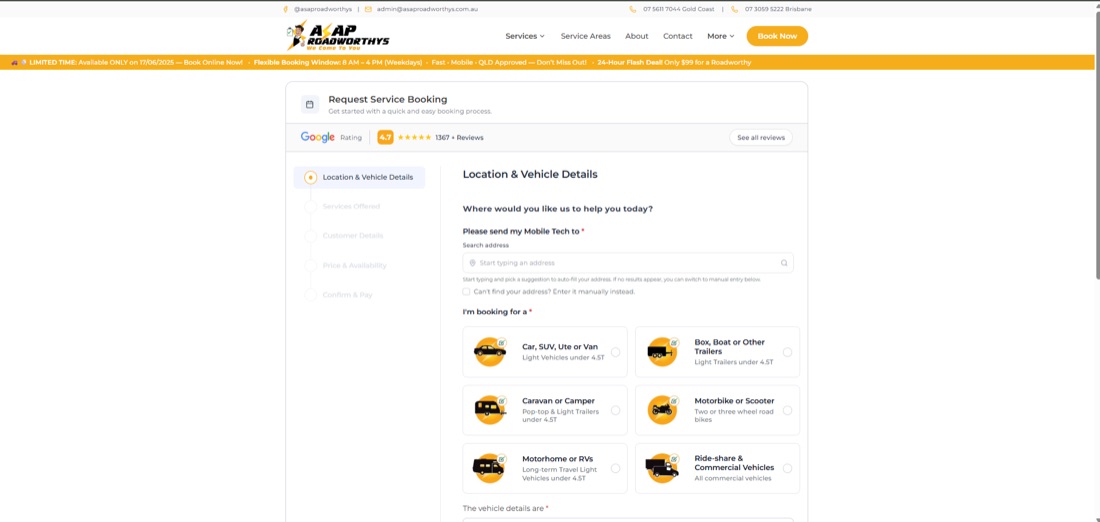 @asaproadworthys | admin@asaproadworthys.com.au
07 5611 7044 Gold Coast | 07 3059 5222 Brisbane
ASAP
ROADWORTHYS
We Come To You
Services
Service Areas
About
Contact
More
Book Now
LIMITED TIME: Available ONLY on 17/06/2025 — Book Online Now! • Flexible Booking Window: 8 AM – 4 PM (Weekdays) • Fast • Mobile • QLD Approved — Don't Miss Out! • 24-Hour Flash Deal! Only $99 for a Roadworthy
Request Service Booking
Get started with a quick and easy booking process.
Google Rating 4.7 1367 + Reviews
See all reviews
Location & Vehicle Details
Services Offered
Customer Details
Price & Availability
Confirm & Pay
Location & Vehicle Details
Where would you like us to help you today?
Please send my Mobile Tech to *
Search address
Start typing an address
Start typing and pick a suggestion to auto-fill your address. If no results appear, you can switch to manual entry below.
Can't find your address? Enter it manually instead.
I'm booking for a *
Car, SUV, Ute or Van
Light Vehicles under 4.5T
Box, Boat or Other
Trailers
Light Trailers under 4.5T
Caravan or Camper
Pop-top & Light Trailers
under 4.5T
Motorbike or Scooter
Two or three wheel road
bikes
Motorhome or RVs
Long-term Travel Light
Vehicles under 4.5T
Ride-share &
Commercial Vehicles
All commercial vehicles
The vehicle details are *